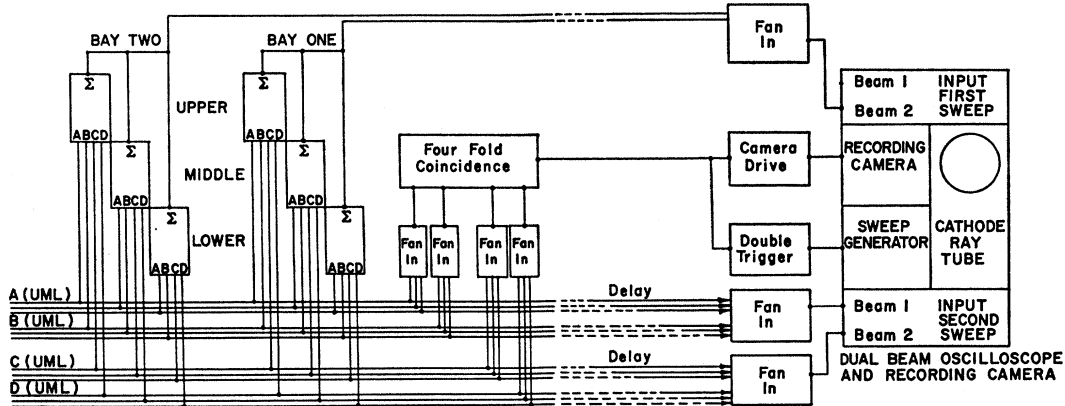 BAY TWO
BAY ONE
Fan
In
Σ
Σ
UPPER
Beam 1 INPUT
FIRST
Beam 2 SWEEP
ABCD
Σ
ABCD
Σ
Four Fold
Coincidence
Camera
Drive
RECORDING
CAMERA
MIDDLE
ABCD
Σ
ABCD
Σ
LOWER
Fan
In
Fan
In
Fan
In
Fan
In
Double
Trigger
SWEEP
GENERATOR
CATHODE
RAY
TUBE
ABCD
ABCD
A (UML)
Delay
B (UML)
Fan
In
Beam 1 INPUT
SECOND
Beam 2 SWEEP
C (UML)
Delay
D (UML)
Fan
In
DUAL BEAM OSCILLOSCOPE
AND RECORDING CAMERA